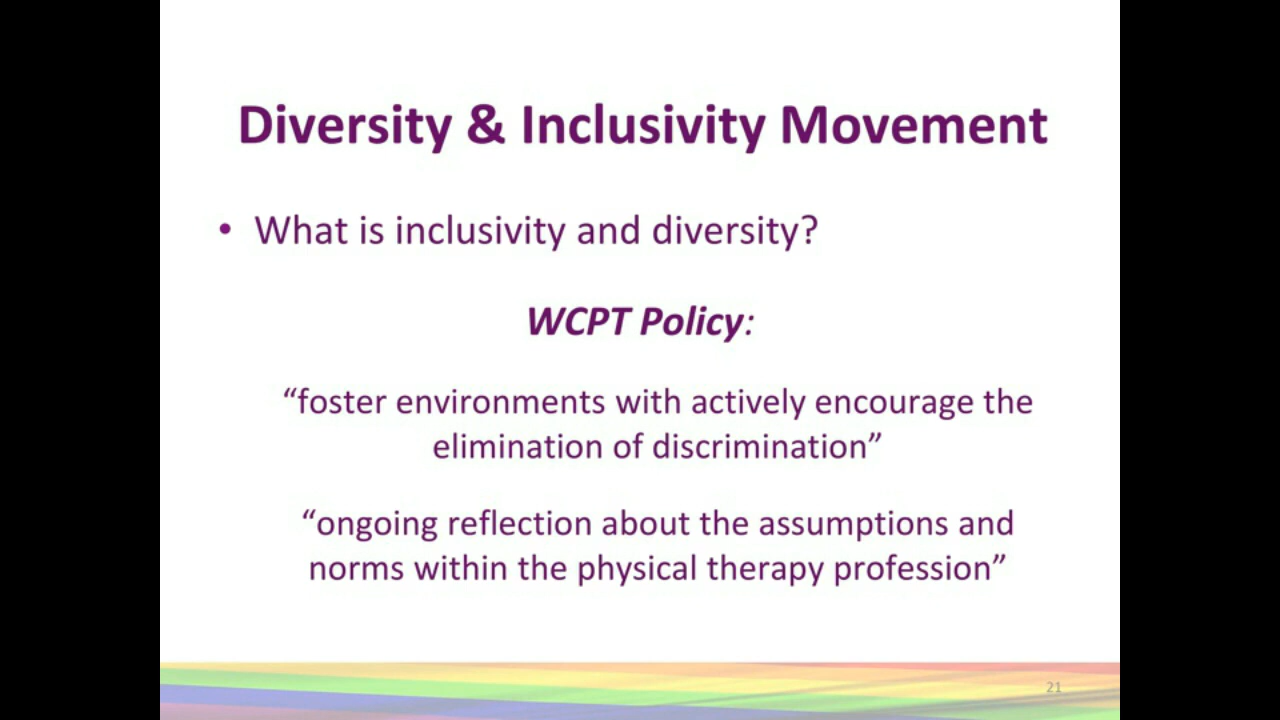 Diversity & Inclusivity Movement
• What is inclusivity and diversity?
WCPT Policy:
“foster environments with actively encourage the
elimination of discrimination”
“ongoing reflection about the assumptions and
norms within the physical therapy profession”
21